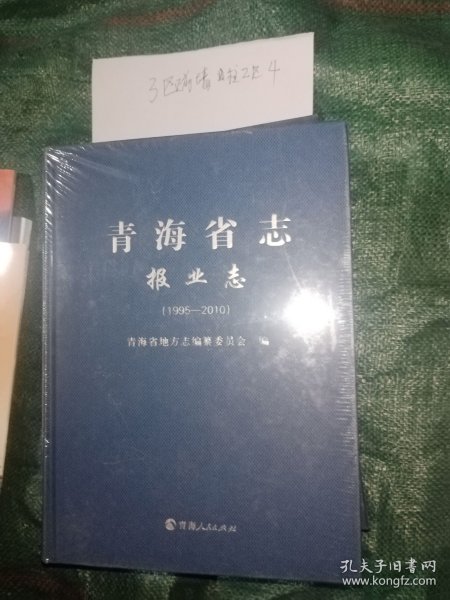 青海省志
报业志
(1995—2010)
青海省地方志编纂委员会 编
青海人民出版社
孔夫子旧书网
www.kongfz.com